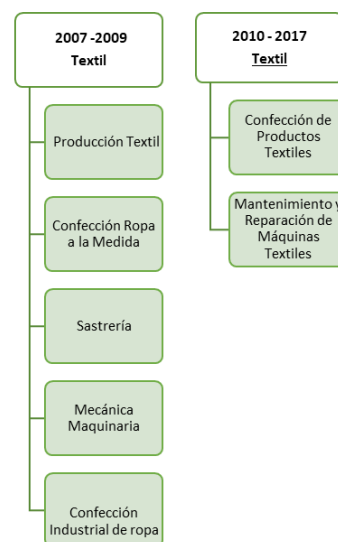 2007 -2009
Textil
Producción Textil
Confección Ropa
a la Medida
Sastrería
Mecánica
Maquinaria
Confección
Industrial de ropa
2010 - 2017
Textil
Confección de
Productos
Textiles
Mantenimiento y
Reparación de
Máquinas
Textiles